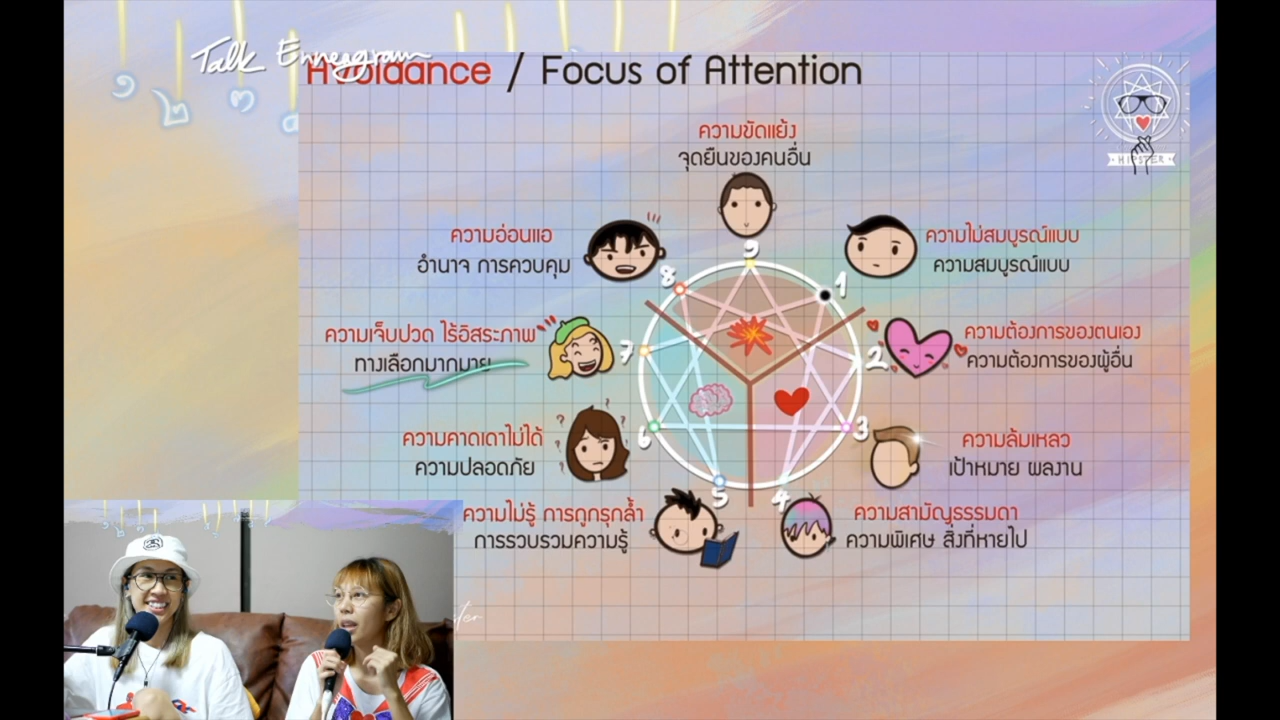 Talk Enneagram
๑ ๒ ๓
Avoidance / Focus of Attention
HIPSTER
ความขัดแย้ง
จุดยืนของคนอื่น
9
ความอ่อนแอ
อำนาจ การควบคุม
8
ความไม่สมบูรณ์แบบ
ความสมบูรณ์แบบ
1
ความเจ็บปวด ไร้อิสระภาพ
ทางเลือกมากมาย
7
ความต้องการของตนเอง
ความต้องการของผู้อื่น
2
ความคาดเดาไม่ได้
ความปลอดภัย
6
ความล้มเหลว
เป้าหมาย ผลงาน
3
ความไม่รู้ การถูกรุกล้ำ
การรวบรวมความรู้
5
ความสามัญธรรมดา
ความพิเศษ สิ่งที่หายไป
4